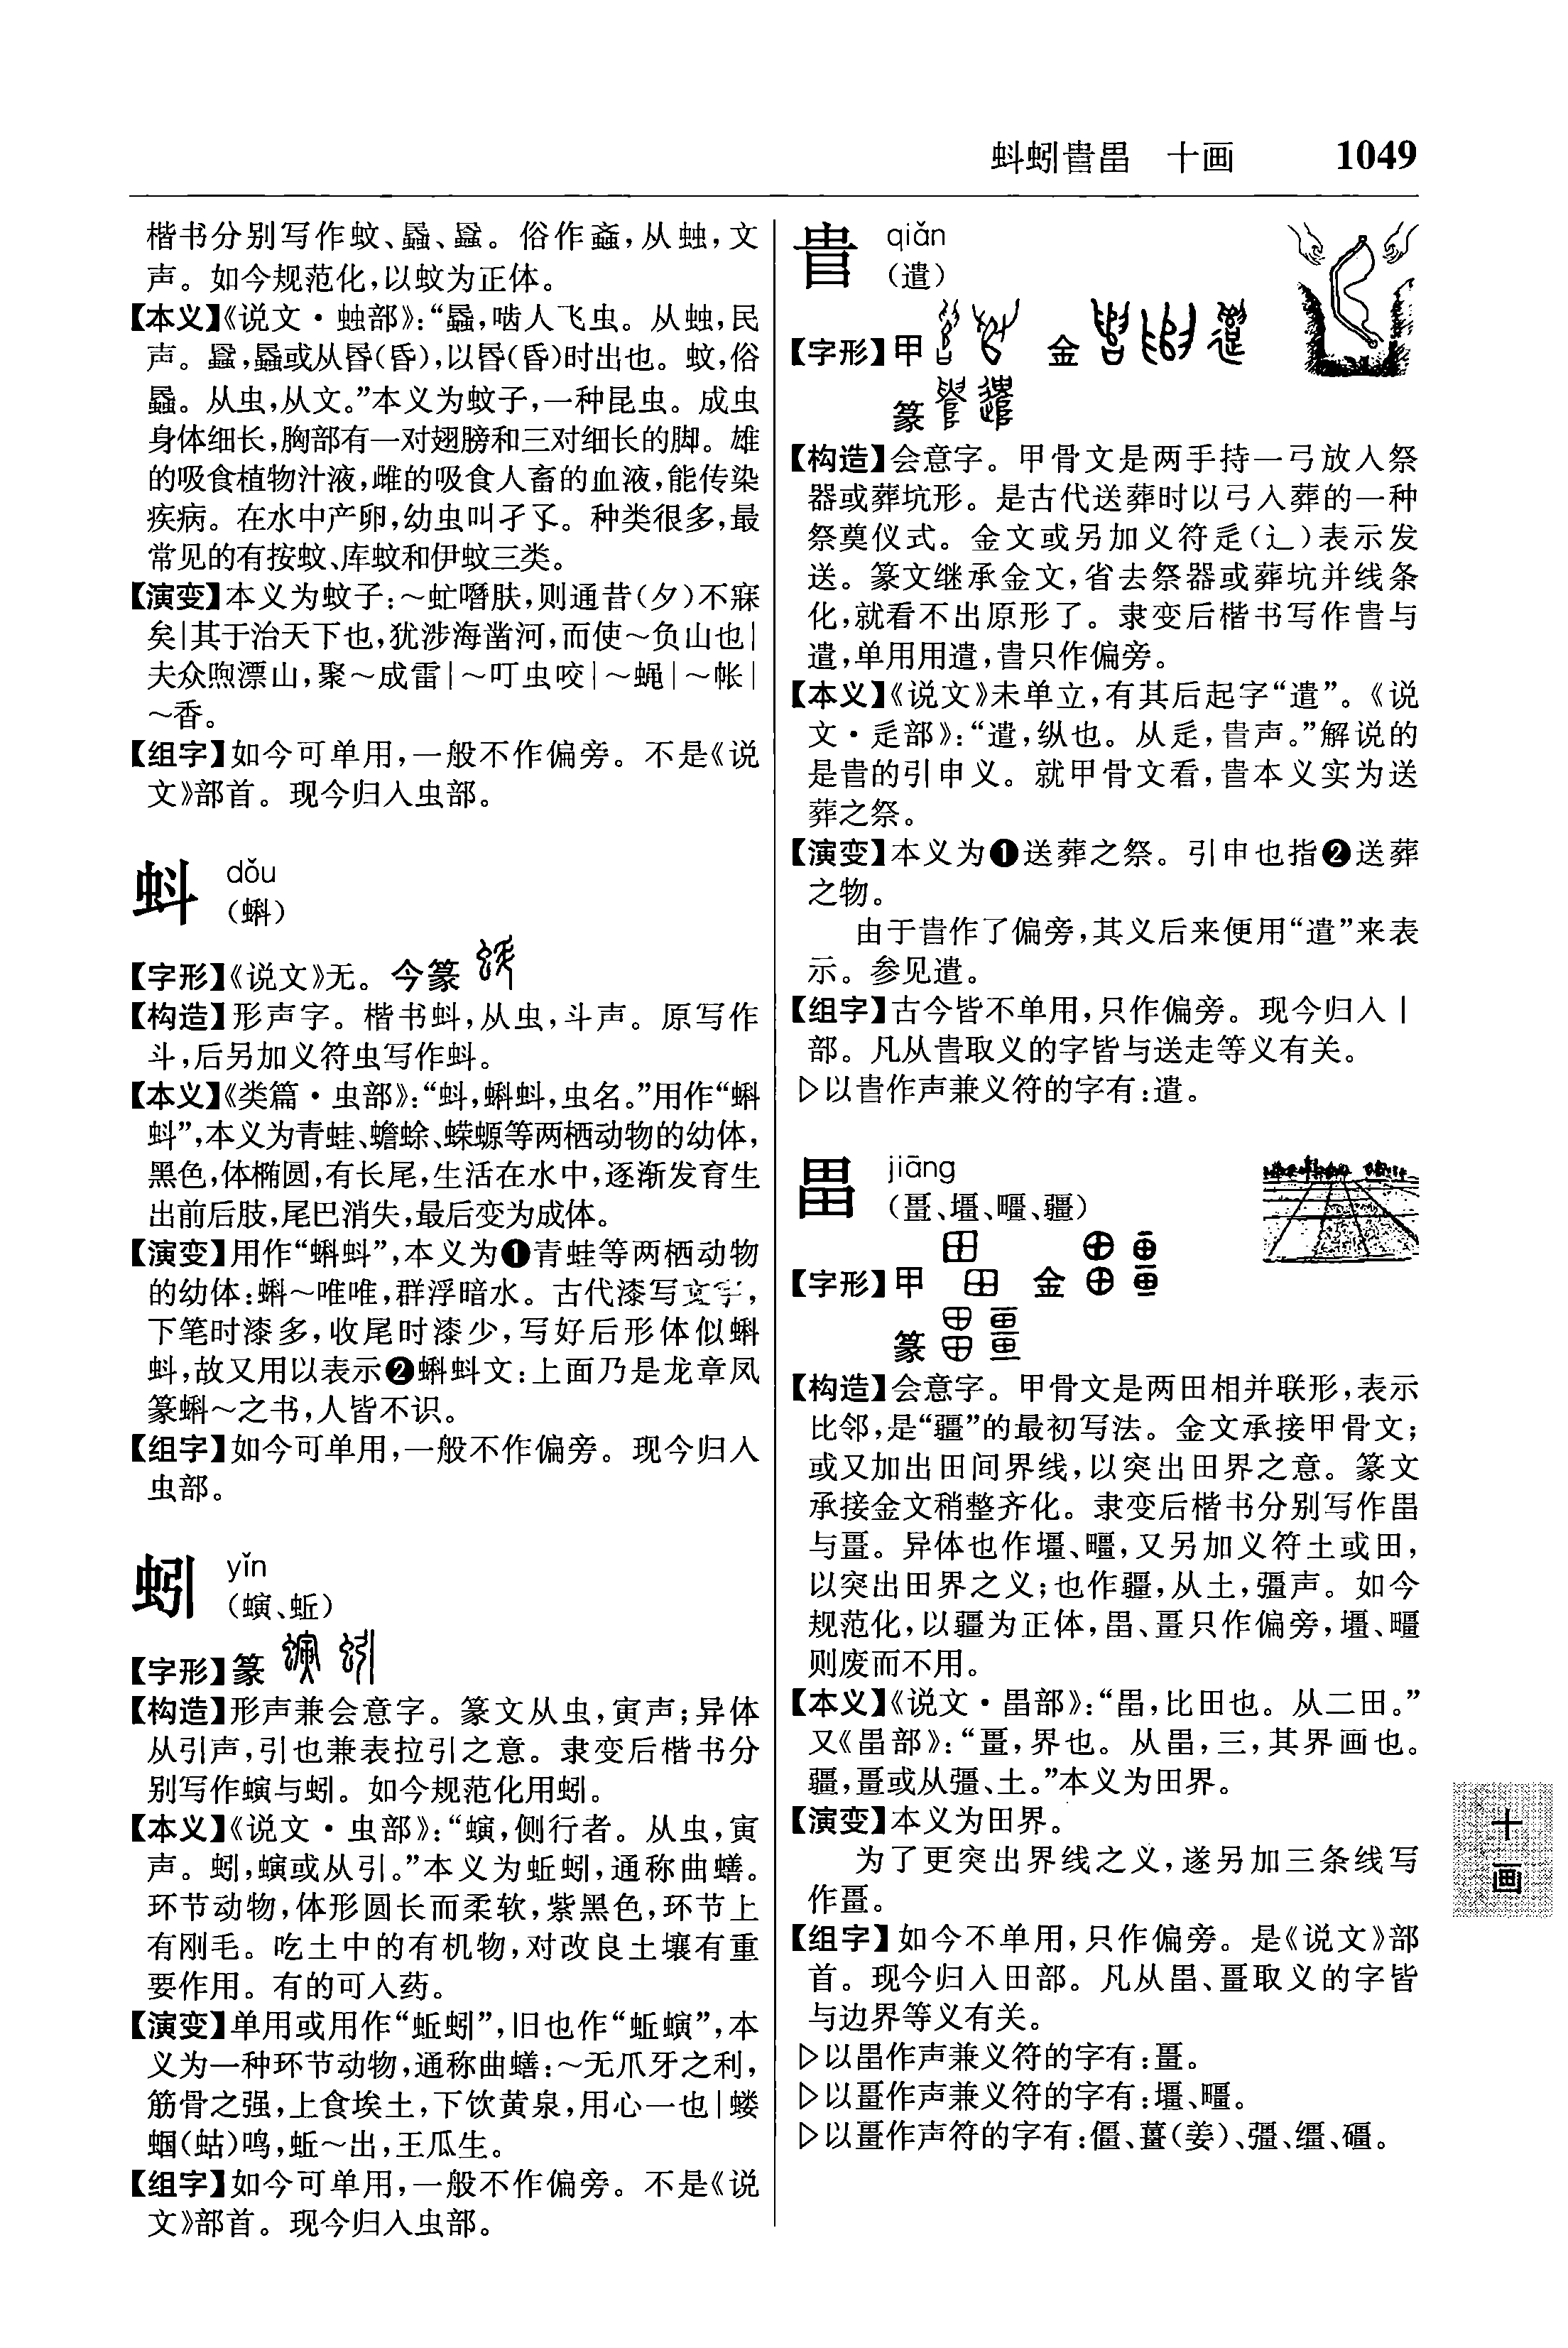 蚪蚓𠳋畕 十画 1049
楷书分别写作蚊、蟁、䘇。俗作螡,从䖵,文
声。如今规范化,以蚊为正体。
【本义】《说文·䖵部》:“蟁,啮人飞虫。从䖵,民
声。䘇,蟁或从昬(昏),以昬(昏)时出也。蚊,俗
蟁。从虫,从文。”本义为蚊子,一种昆虫。成虫
身体细长,胸部有一对翅膀和三对细长的脚。雄
的吸食植物汁液,雌的吸食人畜的血液,能传染
疾病。在水中产卵,幼虫叫孑孓。种类很多,最
常见的有按蚊、库蚊和伊蚊三类。
【演变】本义为蚊子:～虻噆肤,则通昔(夕)不寐
矣|其于治天下也,犹涉海凿河,而使～负山也|
夫众煦漂山,聚～成雷|～叮虫咬|～蝇|～帐|
～香。
【组字】如今可单用,一般不作偏旁。不是《说
文》部首。现今归入虫部。
蚪 dǒu
(蝌)
【字形】《说文》无。今篆
【构造】形声字。楷书蚪,从虫,斗声。原写作
斗,后另加义符虫写作蚪。
【本义】《类篇·虫部》:“蚪,蝌蚪,虫名。”用作“蝌
蚪”,本义为青蛙、蟾蜍、蝾螈等两栖动物的幼体,
黑色,体椭圆,有长尾,生活在水中,逐渐发育生
出前后肢,尾巴消失,最后变为成体。
【演变】用作“蝌蚪”,本义为❶青蛙等两栖动物
的幼体:蝌～唯唯,群浮暗水。古代漆写文字,
下笔时漆多,收尾时漆少,写好后形体似蝌
蚪,故又用以表示❷蝌蚪文:上面乃是龙章凤
篆蝌～之书,人皆不识。
【组字】如今可单用,一般不作偏旁。现今归入
虫部。
蚓 yǐn
(螾、蚯)
【字形】篆
【构造】形声兼会意字。篆文从虫,寅声;异体
从引声,引也兼表拉引之意。隶变后楷书分
别写作螾与蚓。如今规范化用蚓。
【本义】《说文·虫部》:“螾,侧行者。从虫,寅
声。蚓,螾或从引。”本义为蚯蚓,通称曲蟮。
环节动物,体形圆长而柔软,紫黑色,环节上
有刚毛。吃土中的有机物,对改良土壤有重
要作用。有的可入药。
【演变】单用或用作“蚯蚓”,旧也作“蚯螾”,本
义为一种环节动物,通称曲蟮:～无爪牙之利,
筋骨之强,上食埃土,下饮黄泉,用心一也|蝼
蝈(蛄)鸣,蚯～出,王瓜生。
【组字】如今可单用,一般不作偏旁。不是《说
文》部首。现今归入虫部。
𠳋 qiǎn
(遣)
【字形】甲 金
篆
【构造】会意字。甲骨文是两手持一弓放入祭
器或葬坑形。是古代送葬时以弓入葬的一种
祭奠仪式。金文或另加义符辵(辶)表示发
送。篆文继承金文,省去祭器或葬坑并线条
化,就看不出原形了。隶变后楷书写作𠳋与
遣,单用用遣,𠳋只作偏旁。
【本义】《说文》未单立,有其后起字“遣”。《说
文·辵部》:“遣,纵也。从辵,𠳋声。”解说的
是𠳋的引申义。就甲骨文看,𠳋本义实为送
葬之祭。
【演变】本义为❶送葬之祭。引申也指❷送葬
之物。
由于𠳋作了偏旁,其义后来便用“遣”来表
示。参见遣。
【组字】古今皆不单用,只作偏旁。现今归入丨
部。凡从𠳋取义的字皆与送走等义有关。
▷以𠳋作声兼义符的字有:遣。
畕 jiāng
(畺、壃、疅、疆)
【字形】甲 金
篆
【构造】会意字。甲骨文是两田相并联形,表示
比邻,是“疆”的最初写法。金文承接甲骨文;
或又加出田间界线,以突出田界之意。篆文
承接金文稍整齐化。隶变后楷书分别写作畕
与畺。异体也作壃、疅,又另加义符土或田,
以突出田界之义;也作疆,从土,彊声。如今
规范化,以疆为正体,畕、畺只作偏旁,壃、疅
则废而不用。
【本义】《说文·畕部》:“畕,比田也。从二田。”
又《畕部》:“畺,界也。从畕,三,其界画也。
疆,畺或从彊、土。”本义为田界。
【演变】本义为田界。
为了更突出界线之义,遂另加三条线写
作畺。
【组字】如今不单用,只作偏旁。是《说文》部
首。现今归入田部。凡从畕、畺取义的字皆
与边界等义有关。
▷以畕作声兼义符的字有:畺。
▷以畺作声兼义符的字有:壃、疅。
▷以畺作声符的字有:僵、薑(姜)、彊、缰、礓。
十画